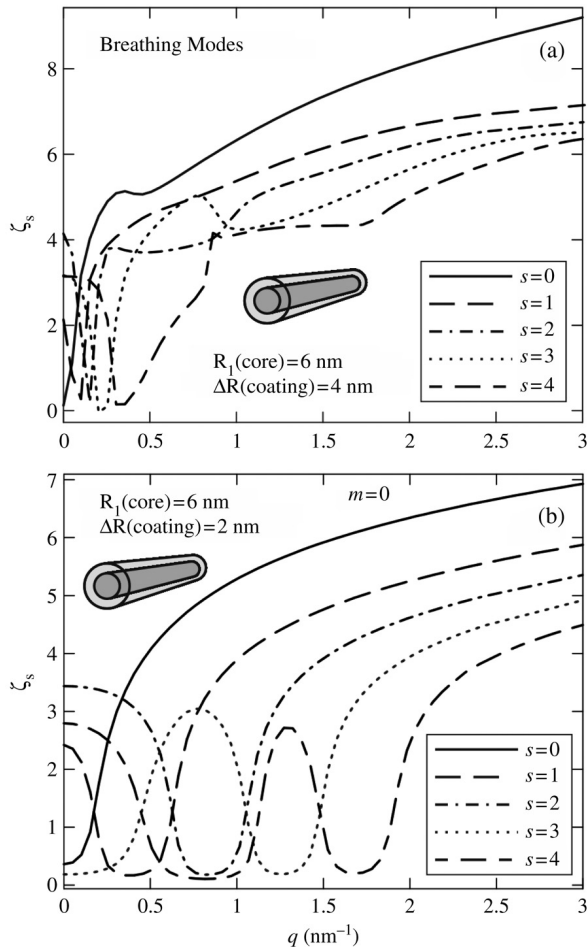 Breathing Modes
(a)
8
6
4
2
0
ζs
R1(core)=6 nm
ΔR(coating)=4 nm
s=0
s=1
s=2
s=3
s=4
0 0.5 1 1.5 2 2.5 3
R1(core)=6 nm
ΔR(coating)=2 nm
m=0
(b)
7
6
5
4
3
2
1
0
ζs
s=0
s=1
s=2
s=3
s=4
0 0.5 1 1.5 2 2.5 3
q (nm⁻¹)